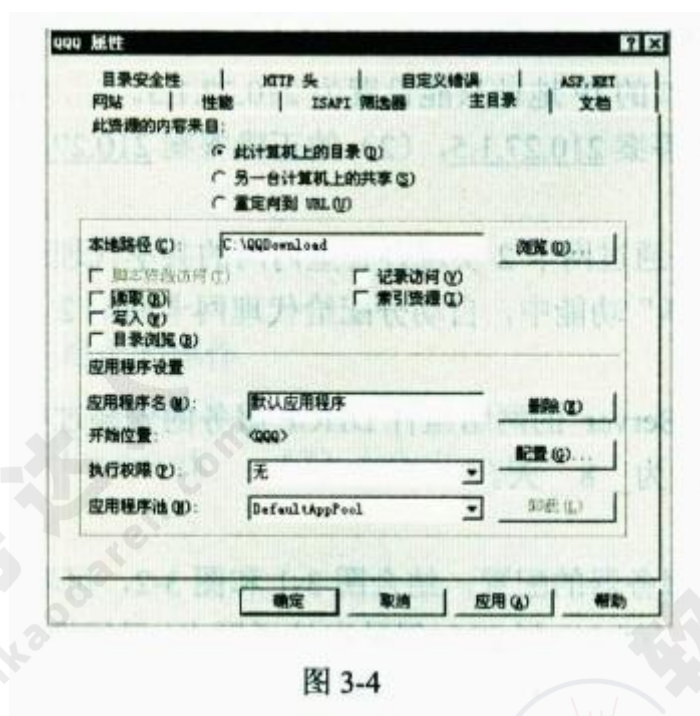 QQQ 属性
目录安全性 HTTP 头 自定义错误 ASP.NET
网站 性能 ISAPI 筛选器 主目录 文档
此资源的内容来自:
此计算机上的目录(D)
另一台计算机上的共享(S)
重定向到 URL(U)
本地路径(C): C:\QQDownload 浏览(O)...
脚本资源访问(T) 记录访问(V)
读取(R) 索引资源(I)
写入(W)
目录浏览(B)
应用程序设置
应用程序名(M): 默认应用程序 删除(E)
开始位置: <QQQ>
配置(G)...
执行权限(P): 无
应用程序池(N): DefaultAppPool 卸载(L)
确定 取消 应用(A) 帮助
图 3-4